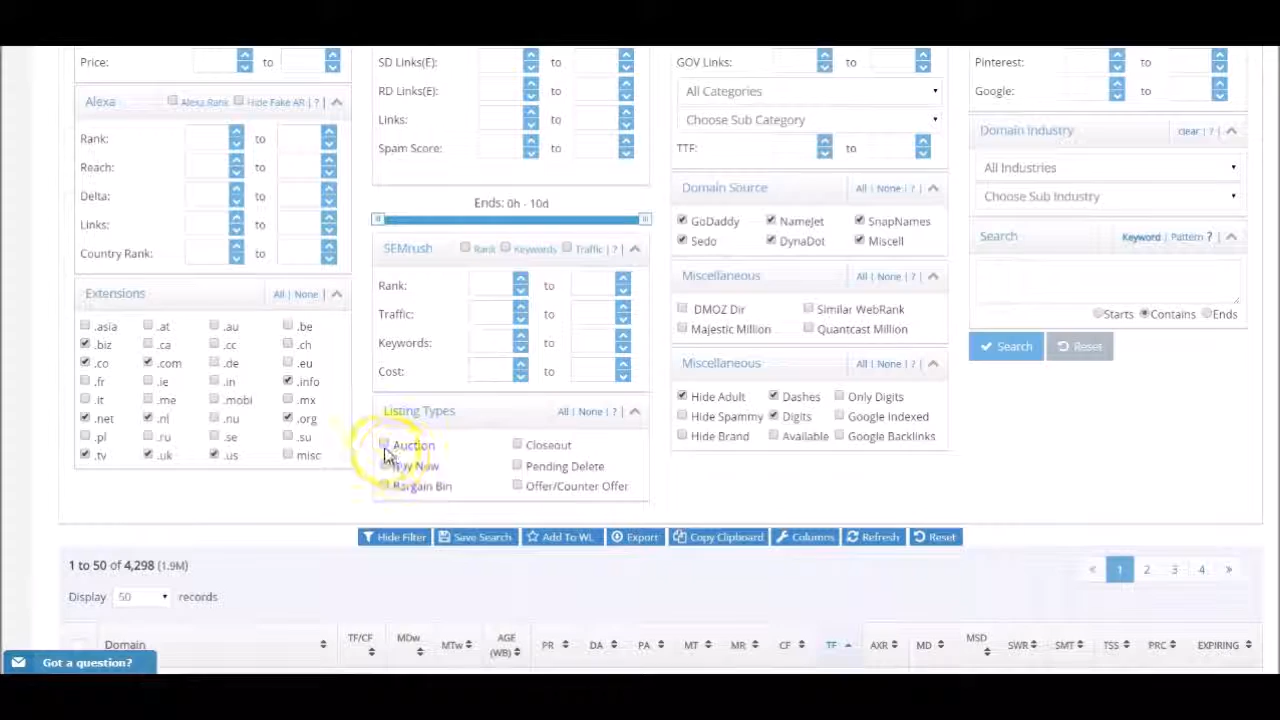 Price: to
Alexa Alexa Rank Hide Fake AR | ? |
Rank: to
Reach: to
Delta: to
Links: to
Country Rank: to
Extensions All | None |
.asia .at .au .be
.biz .ca .cc .ch
.co .com .de .eu
.fr .ie .in .info
.it .me .mobi .mx
.net .nl .nu .org
.pl .ru .se .su
.tv .uk .us misc
SD Links(E): to
RD Links(E): to
Links: to
Spam Score: to
Ends: 0h - 10d
SEMrush Rank Keywords Traffic | ? |
Rank: to
Traffic: to
Keywords: to
Cost: to
Listing Types All | None | ? |
Auction Closeout
Buy Now Pending Delete
Bargain Bin Offer/Counter Offer
GOV Links: to
All Categories
Choose Sub Category
TTF: to
Domain Source All | None | ? |
GoDaddy NameJet SnapNames
Sedo DynaDot Miscell
Miscellaneous All | None | ? |
DMOZ Dir Similar WebRank
Majestic Million Quantcast Million
Miscellaneous All | None | ? |
Hide Adult Dashes Only Digits
Hide Spammy Digits Google Indexed
Hide Brand Available Google Backlinks
Pinterest: to
Google: to
Domain Industry clear | ? |
All Industries
Choose Sub Industry
Search Keyword | Pattern ? |
Starts Contains Ends
Search Reset
Hide Filter Save Search Add To WL Export Copy Clipboard Columns Refresh Reset
1 to 50 of 4,298 (1.9M)
« 1 2 3 4 »
Display 50 records
Domain TF/CF MDw MTw AGE (WB) PR DA PA MT MR CF TF AXR MD MSD SWR SMT TSS PRC EXPIRING
Got a question?